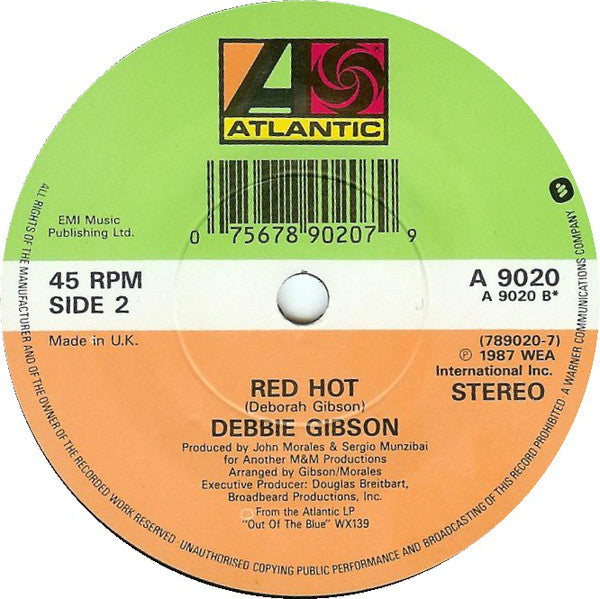 ATLANTIC
EMI Music
Publishing Ltd.
0 75678 90207 9
45 RPM
SIDE 2
Made in U.K.
A 9020
A 9020 B*
(789020-7)
℗ 1987 WEA
International Inc.
STEREO
RED HOT
(Deborah Gibson)
DEBBIE GIBSON
Produced by John Morales & Sergio Munzibai
for Another M&M Productions
Arranged by Gibson/Morales
Executive Producer: Douglas Breitbart,
Broadbeard Productions, Inc.
From the Atlantic LP
"Out Of The Blue" WX139
ALL RIGHTS OF THE MANUFACTURER AND OF THE OWNER OF THE RECORDED WORK RESERVED. UNAUTHORISED COPYING PUBLIC PERFORMANCE AND BROADCASTING OF THIS RECORD PROHIBITED. A WARNER COMMUNICATIONS COMPANY